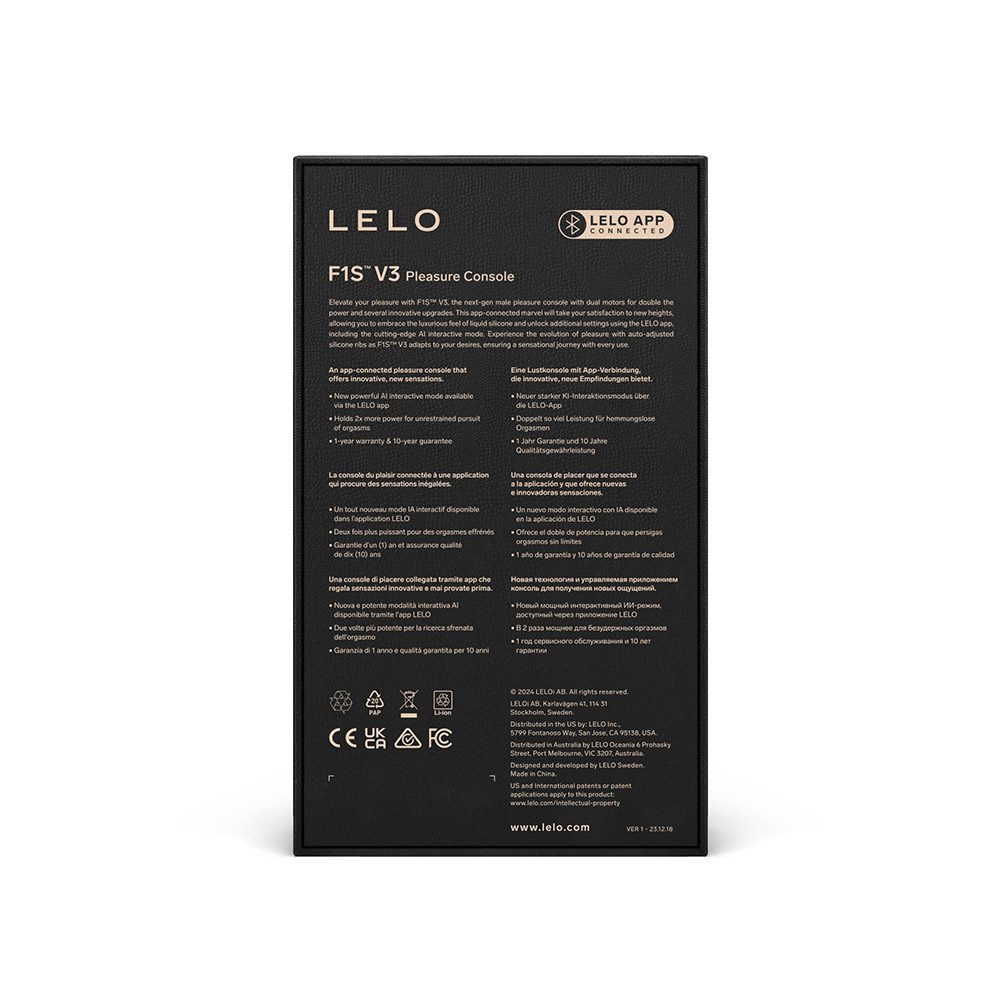 LELO
LELO APP
CONNECTED
F1S™ V3 Pleasure Console
Elevate your pleasure with F1S™ V3, the next-gen male pleasure console with dual motors for double the
power and several innovative upgrades. This app-connected marvel will take your satisfaction to new heights,
allowing you to embrace the luxurious feel of liquid silicone and unlock additional settings using the LELO app,
including the cutting-edge AI interactive mode. Experience the evolution of pleasure with auto-adjusted
silicone ribs as F1S™ V3 adapts to your desires, ensuring a sensational journey with every use.
An app-connected pleasure console that
offers innovative, new sensations.
• New powerful AI interactive mode available
via the LELO app
• Holds 2x more power for unrestrained pursuit
of orgasms
• 1-year warranty & 10-year guarantee
Eine Lustkonsole mit App-Verbindung,
die innovative, neue Empfindungen bietet.
• Neuer starker KI-Interaktionsmodus über
die LELO-App
• Doppelt so viel Leistung für hemmungslose
Orgasmen
• 1 Jahr Garantie und 10 Jahre
Qualitätsgewährleistung
La console du plaisir connectée à une application
qui procure des sensations inégalées.
• Un tout nouveau mode IA interactif disponible
dans l'application LELO
• Deux fois plus puissant pour des orgasmes effrénés
• Garantie d'un (1) an et assurance qualité
de dix (10) ans
Una consola de placer que se conecta
a la aplicación y que ofrece nuevas
e innovadoras sensaciones.
• Un nuevo modo interactivo con IA disponible
en la aplicación de LELO
• Ofrece el doble de potencia para que persigas
orgasmos sin límites
• 1 año de garantía y 10 años de garantía de calidad
Una console di piacere collegata tramite app che
regala sensazioni innovative e mai provate prima.
• Nuova e potente modalità interattiva AI
disponibile tramite l'app LELO
• Due volte più potente per la ricerca sfrenata
dell'orgasmo
• Garanzia di 1 anno e qualità garantita per 10 anni
Новая технология и управляемая приложением
консоль для получения новых ощущений.
• Новый мощный интерактивный ИИ-режим,
доступный через приложение LELO
• В 2 раза мощнее для безудержных оргазмов
• 1 год сервисного обслуживания и 10 лет
гарантии
20
PAP
Li-ion
CE UK CA FC
© 2024 LELOi AB. All rights reserved.
LELOi AB, Karlavägen 41, 114 31
Stockholm, Sweden.
Distributed in the US by: LELO Inc.,
5799 Fontanoso Way, San Jose, CA 95138, USA.
Distributed in Australia by LELO Oceania 6 Prohasky
Street, Port Melbourne, VIC 3207, Australia.
Designed and developed by LELO Sweden.
Made in China.
US and International patents or patent
applications apply to this product:
www.lelo.com/intellectual-property
www.lelo.com
VER 1 - 23.12.18